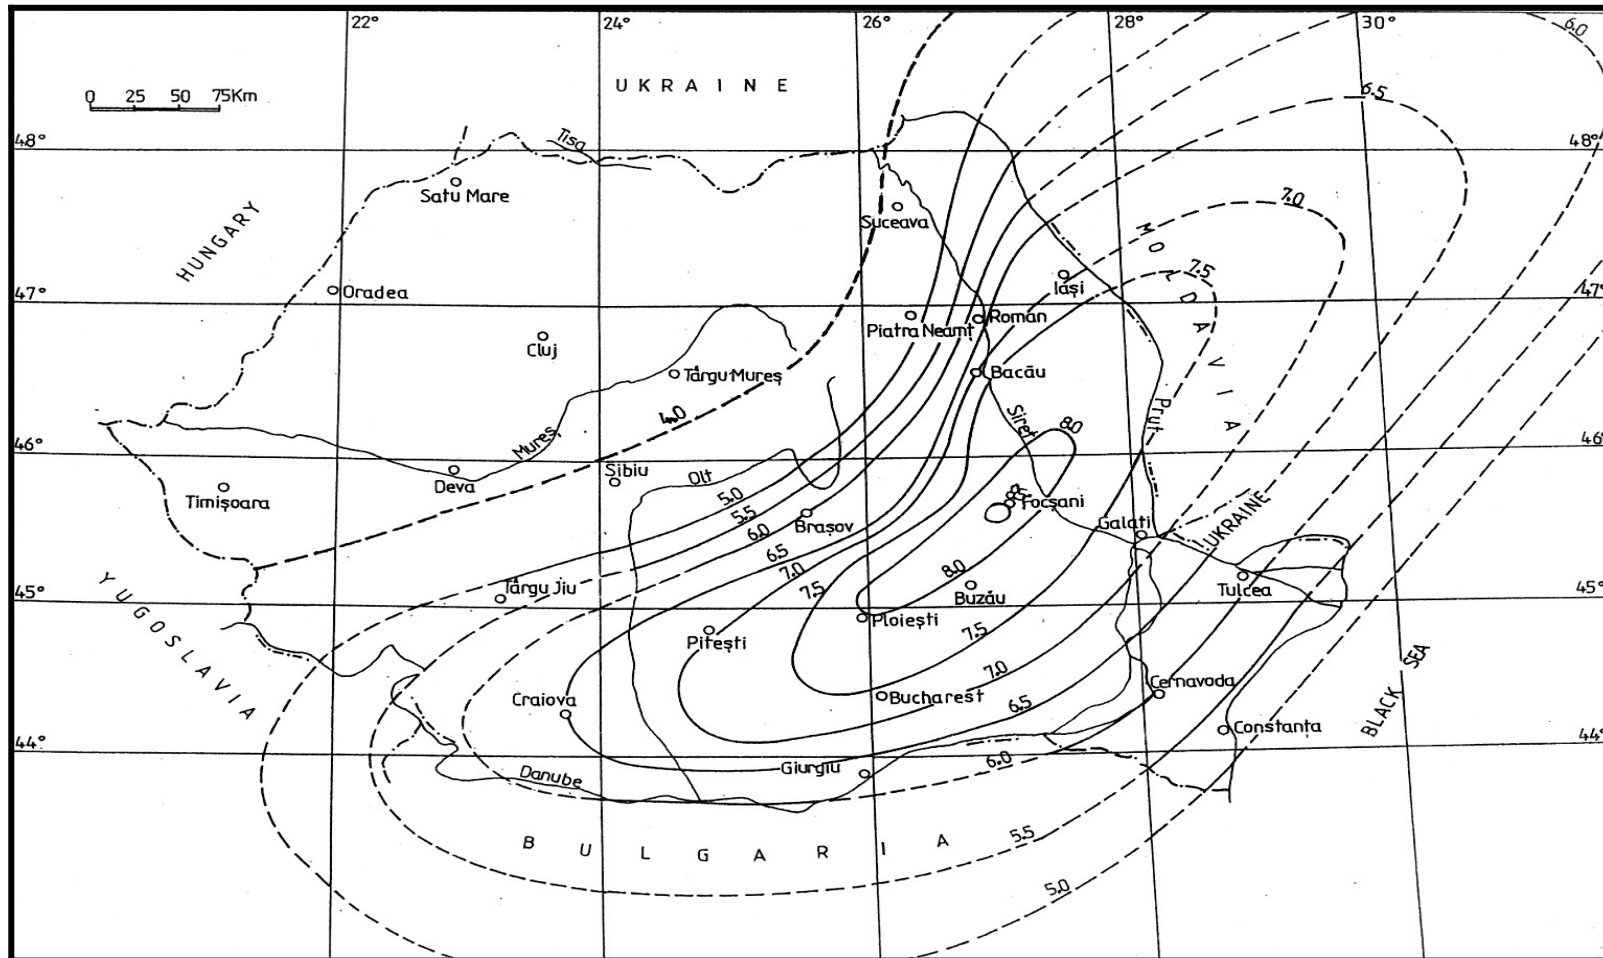 22° 24° 26° 28° 30°
6.0
UKRAINE
0 25 50 75Km
6.5
48° Tisa 48°
Satu Mare
7.0
Suceava
HUNGARY
MOLDAVIA
7.5
Iași
47° Oradea 47°
Piatra Neamț Român
Cluj
Târgu Mureș Bacău
4.0
Siret
Prut
8.0
46° Mureș 46°
Sibiu Olt
Deva
5.0
Timișoara
5.5
Focșani
Brașov
6.0
Galati
UKRAINE
6.5
7.0
8.0
7.5
45° Târgu Jiu 45°
Buzău
Tulcea
Ploiești
YUGOSLAVIA
7.5
Pitești
7.0
Cernavoda
Craiova Bucharest
6.5
BLACK SEA
Constanța
44° 44°
Giurgiu
6.0
Danube
5.5
BULGARIA
5.0